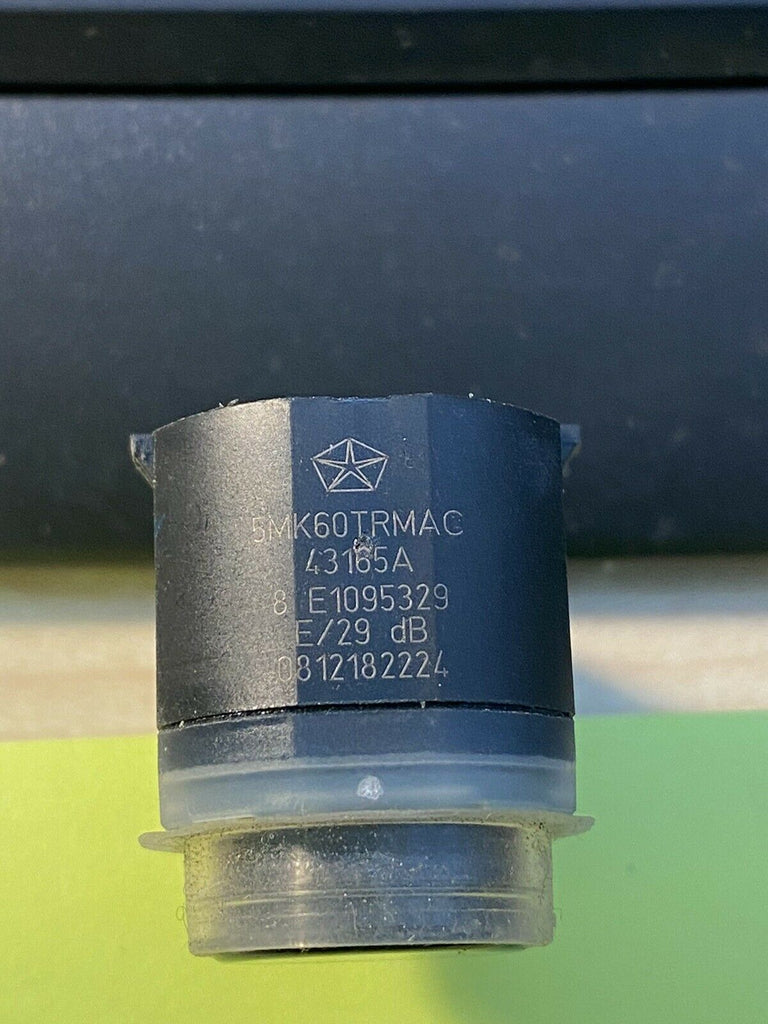 5MK60TRMAC
43165A
8 E1095329
E/29 dB
0812182224